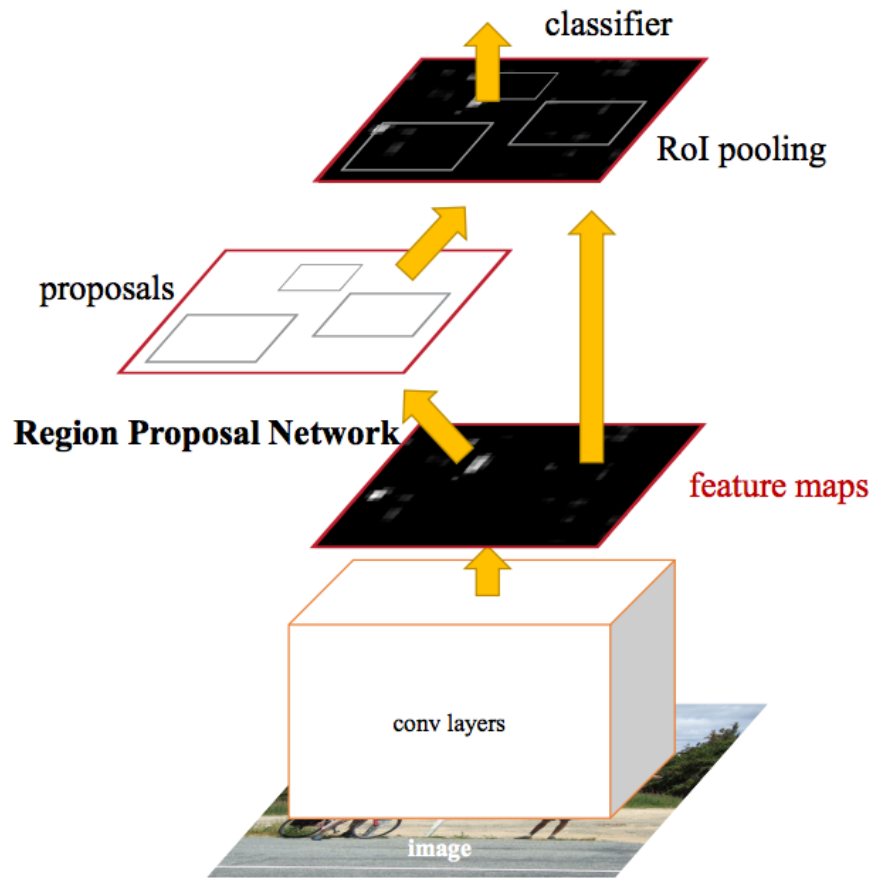 classifier
RoI pooling
proposals
Region Proposal Network
feature maps
conv layers
image